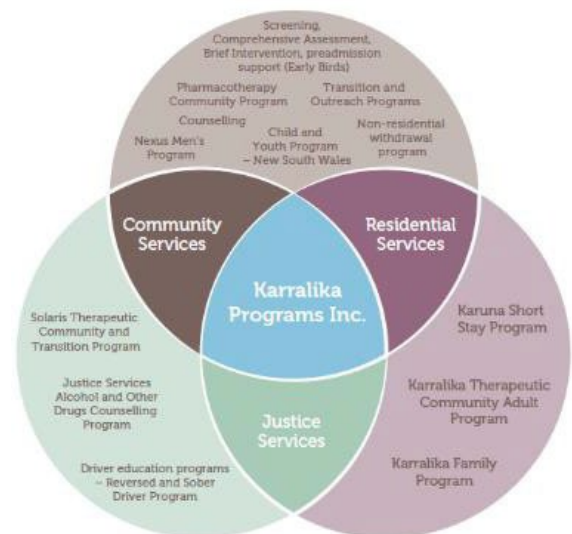 Screening,
Comprehensive Assessment,
Brief Intervention, preadmission
support (Early Birds)
Pharmacotherapy
Community Program
Transition and
Outreach Programs
Counselling
Nexus Men's
Program
Child and
Youth Program
– New South Wales
Non-residential
withdrawal
program
Community
Services
Residential
Services
Karralika
Programs Inc.
Solaris Therapeutic
Community and
Transition Program
Justice Services
Alcohol and Other
Drugs Counselling
Program
Driver education programs
– Reversed and Sober
Driver Program
Justice
Services
Karuna Short
Stay Program
Karralika Therapeutic
Community Adult
Program
Karralika Family
Program